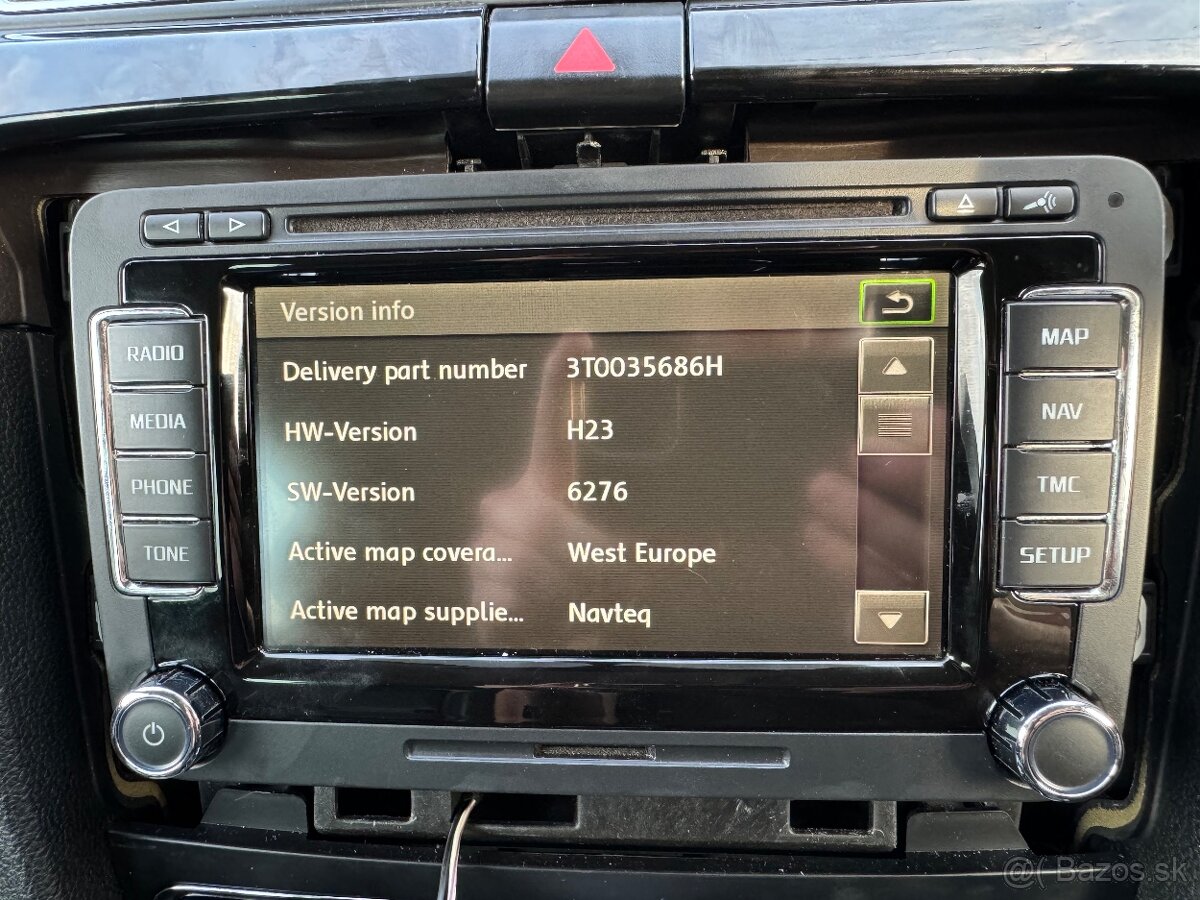 Version info
Delivery part number 3T0035686H
HW-Version H23
SW-Version 6276
Active map covera... West Europe
Active map supplie... Navteq
RADIO
MEDIA
PHONE
TONE
MAP
NAV
TMC
SETUP
@( Bazos.sk